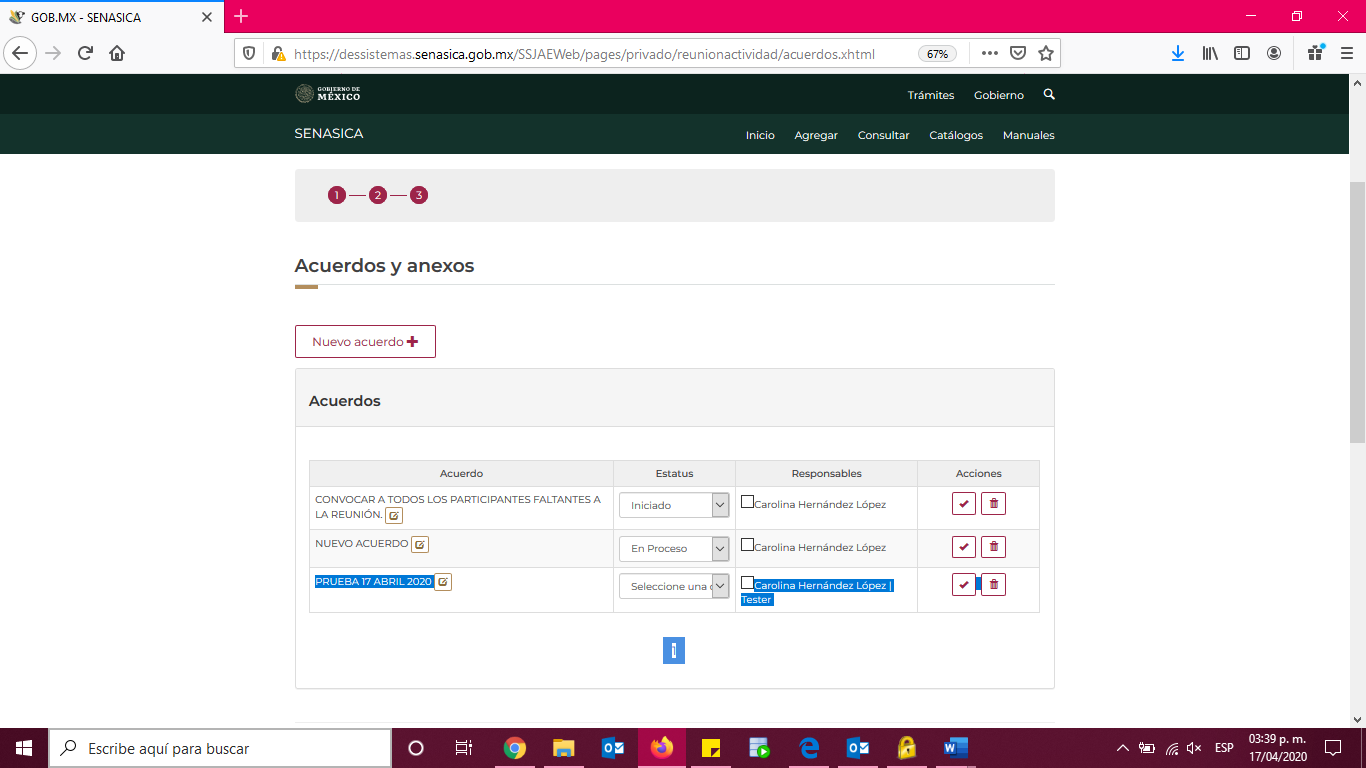 GOB.MX - SENASICA
https://dessistemas.senasica.gob.mx/SSJAEWeb/pages/privado/reunionactividad/acuerdos.xhtml
67%
GOBIERNO DE
MÉXICO
Trámites
Gobierno
SENASICA
Inicio
Agregar
Consultar
Catálogos
Manuales
1
2
3
Acuerdos y anexos
Nuevo acuerdo
Acuerdos
Acuerdo
Estatus
Responsables
Acciones
CONVOCAR A TODOS LOS PARTICIPANTES FALTANTES A
LA REUNIÓN.
Iniciado
Carolina Hernández López
NUEVO ACUERDO
En Proceso
Carolina Hernández López
PRUEBA 17 ABRIL 2020
Seleccione una
Carolina Hernández López |
Tester
1
Escribe aquí para buscar
ESP
03:39 p. m.
17/04/2020